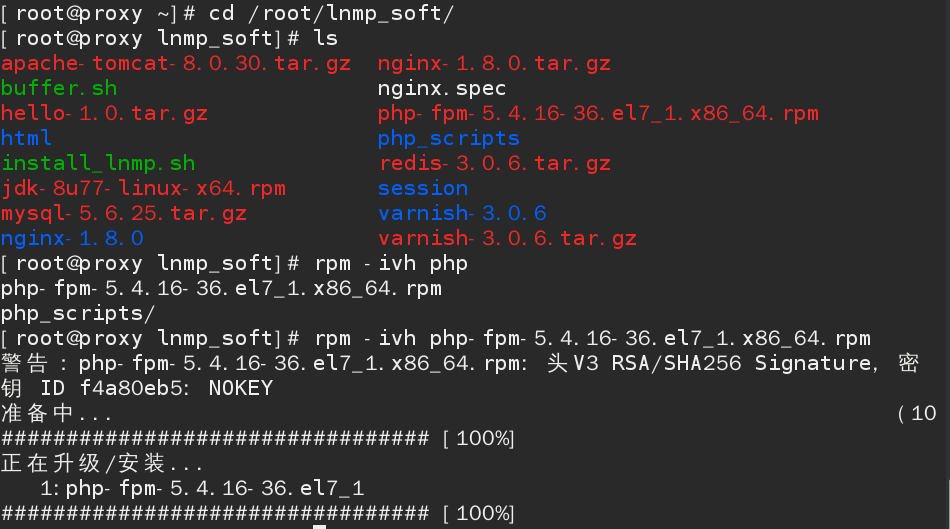 [root@proxy ~]# cd /root/lnmp_soft/
[root@proxy lnmp_soft]# ls
apache-tomcat-8.0.30.tar.gz  nginx-1.8.0.tar.gz
buffer.sh                    nginx.spec
hello-1.0.tar.gz             php-fpm-5.4.16-36.el7_1.x86_64.rpm
html                         php_scripts
install_lnmp.sh              redis-3.0.6.tar.gz
jdk-8u77-linux-x64.rpm       session
mysql-5.6.25.tar.gz          varnish-3.0.6
nginx-1.8.0                  varnish-3.0.6.tar.gz
[root@proxy lnmp_soft]# rpm -ivh php
php-fpm-5.4.16-36.el7_1.x86_64.rpm
php_scripts/
[root@proxy lnmp_soft]# rpm -ivh php-fpm-5.4.16-36.el7_1.x86_64.rpm
警告：php-fpm-5.4.16-36.el7_1.x86_64.rpm: 头V3 RSA/SHA256 Signature, 密
钥 ID f4a80eb5: NOKEY
准备中...                                                            (10
################################# [100%]
正在升级/安装...
   1:php-fpm-5.4.16-36.el7_1
################################# [100%]